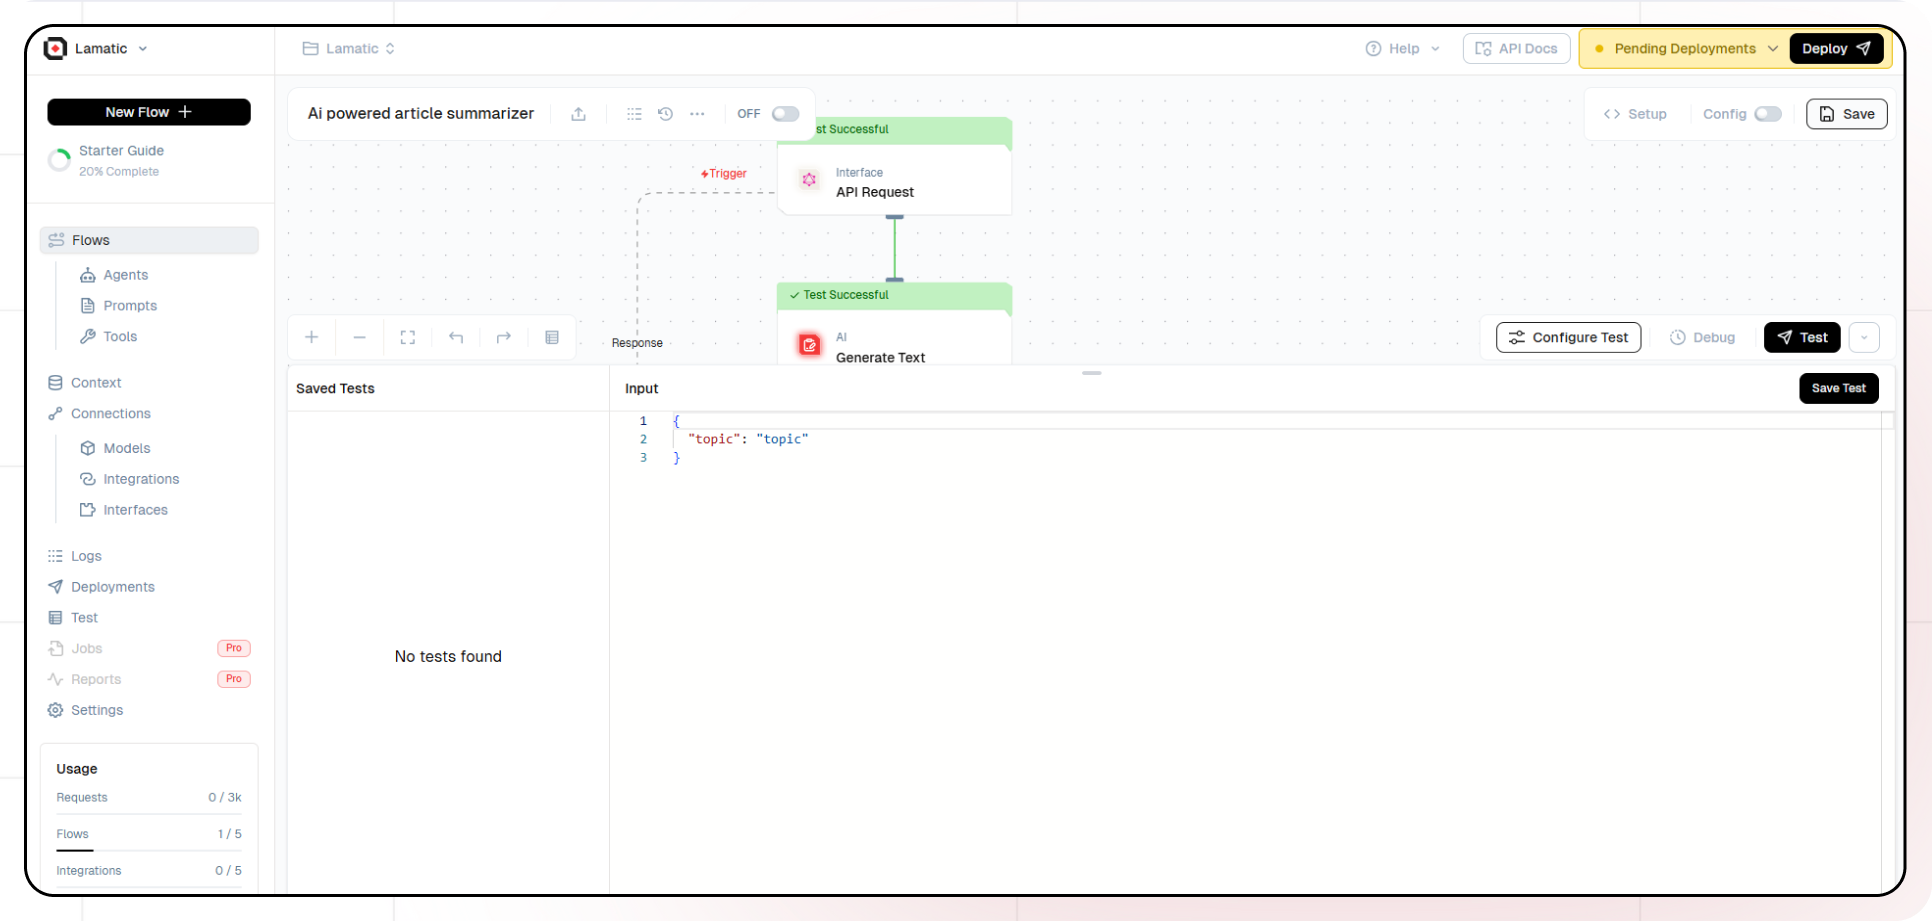 Lamatic
Lamatic
Help
API Docs
Pending Deployments
Deploy
New Flow
Starter Guide
20% Complete
Flows
Agents
Prompts
Tools
Context
Connections
Models
Integrations
Interfaces
Logs
Deployments
Test
Jobs
Pro
Reports
Pro
Settings
Usage
Requests
0 / 3k
Flows
1 / 5
Integrations
0 / 5
Ai powered article summarizer
OFF
Setup
Config
Save
st Successful
Trigger
Interface
API Request
Test Successful
AI
Generate Text
Response
Configure Test
Debug
Test
Saved Tests
No tests found
Input
Save Test
1 {
2 "topic": "topic"
3 }